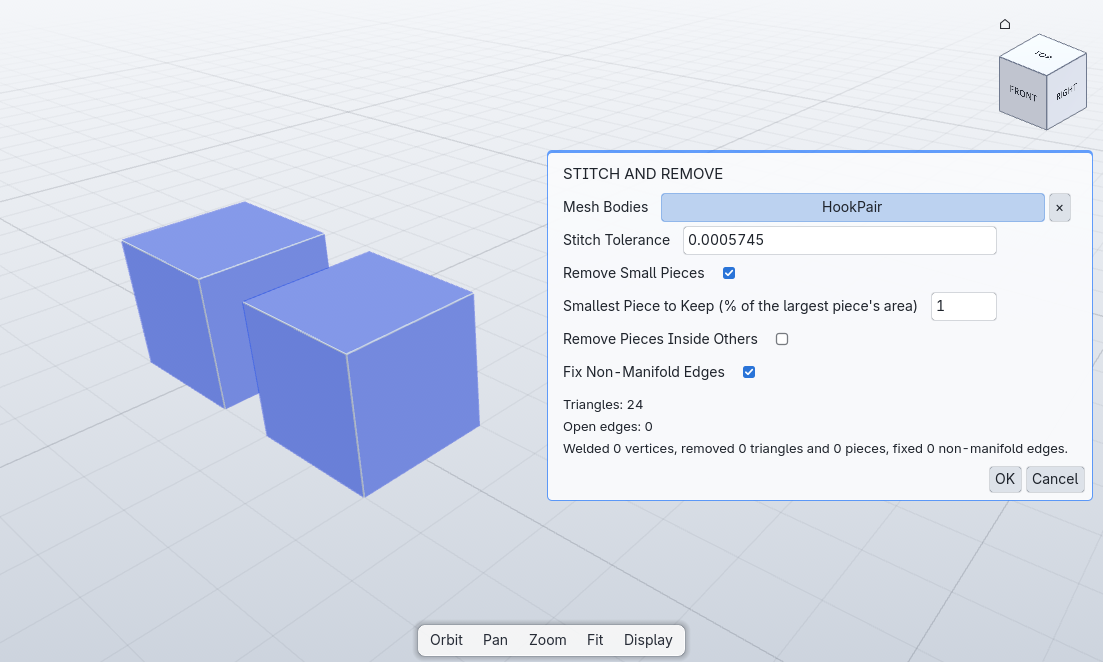 TOP
FRONT
RIGHT
STITCH AND REMOVE
Mesh Bodies HookPair ×
Stitch Tolerance 0.0005745
Remove Small Pieces
Smallest Piece to Keep (% of the largest piece's area) 1
Remove Pieces Inside Others
Fix Non-Manifold Edges
Triangles: 24
Open edges: 0
Welded 0 vertices, removed 0 triangles and 0 pieces, fixed 0 non-manifold edges.
OK Cancel
Orbit Pan Zoom Fit Display